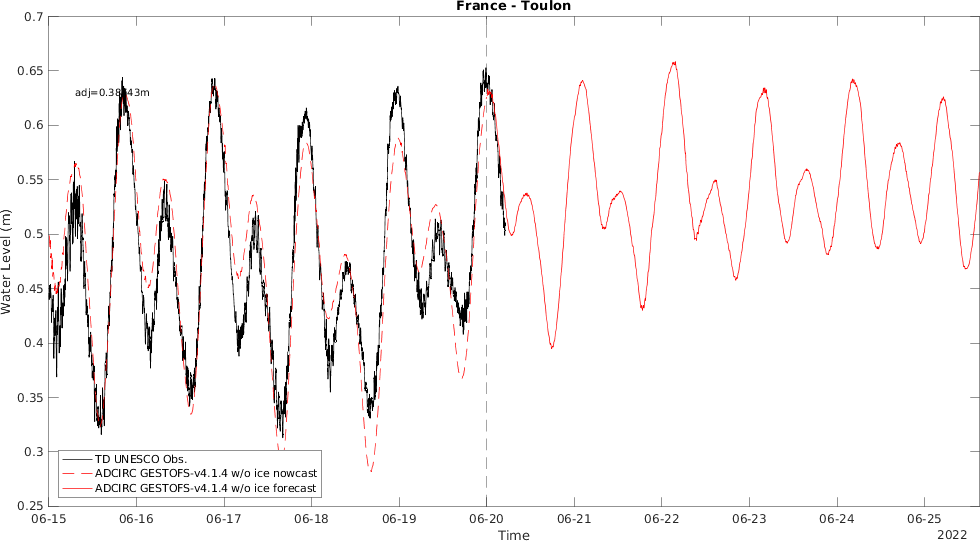 France - Toulon
0.7
0.65
0.6
0.55
0.5
0.45
0.4
0.35
0.3
0.25
Water Level (m)
TD UNESCO Obs.
ADCIRC GESTOFS-v4.1.4 w/o ice nowcast
ADCIRC GESTOFS-v4.1.4 w/o ice forecast
06-15 06-16 06-17 06-18 06-19 06-20 06-21 06-22 06-23 06-24 06-25
Time
2022